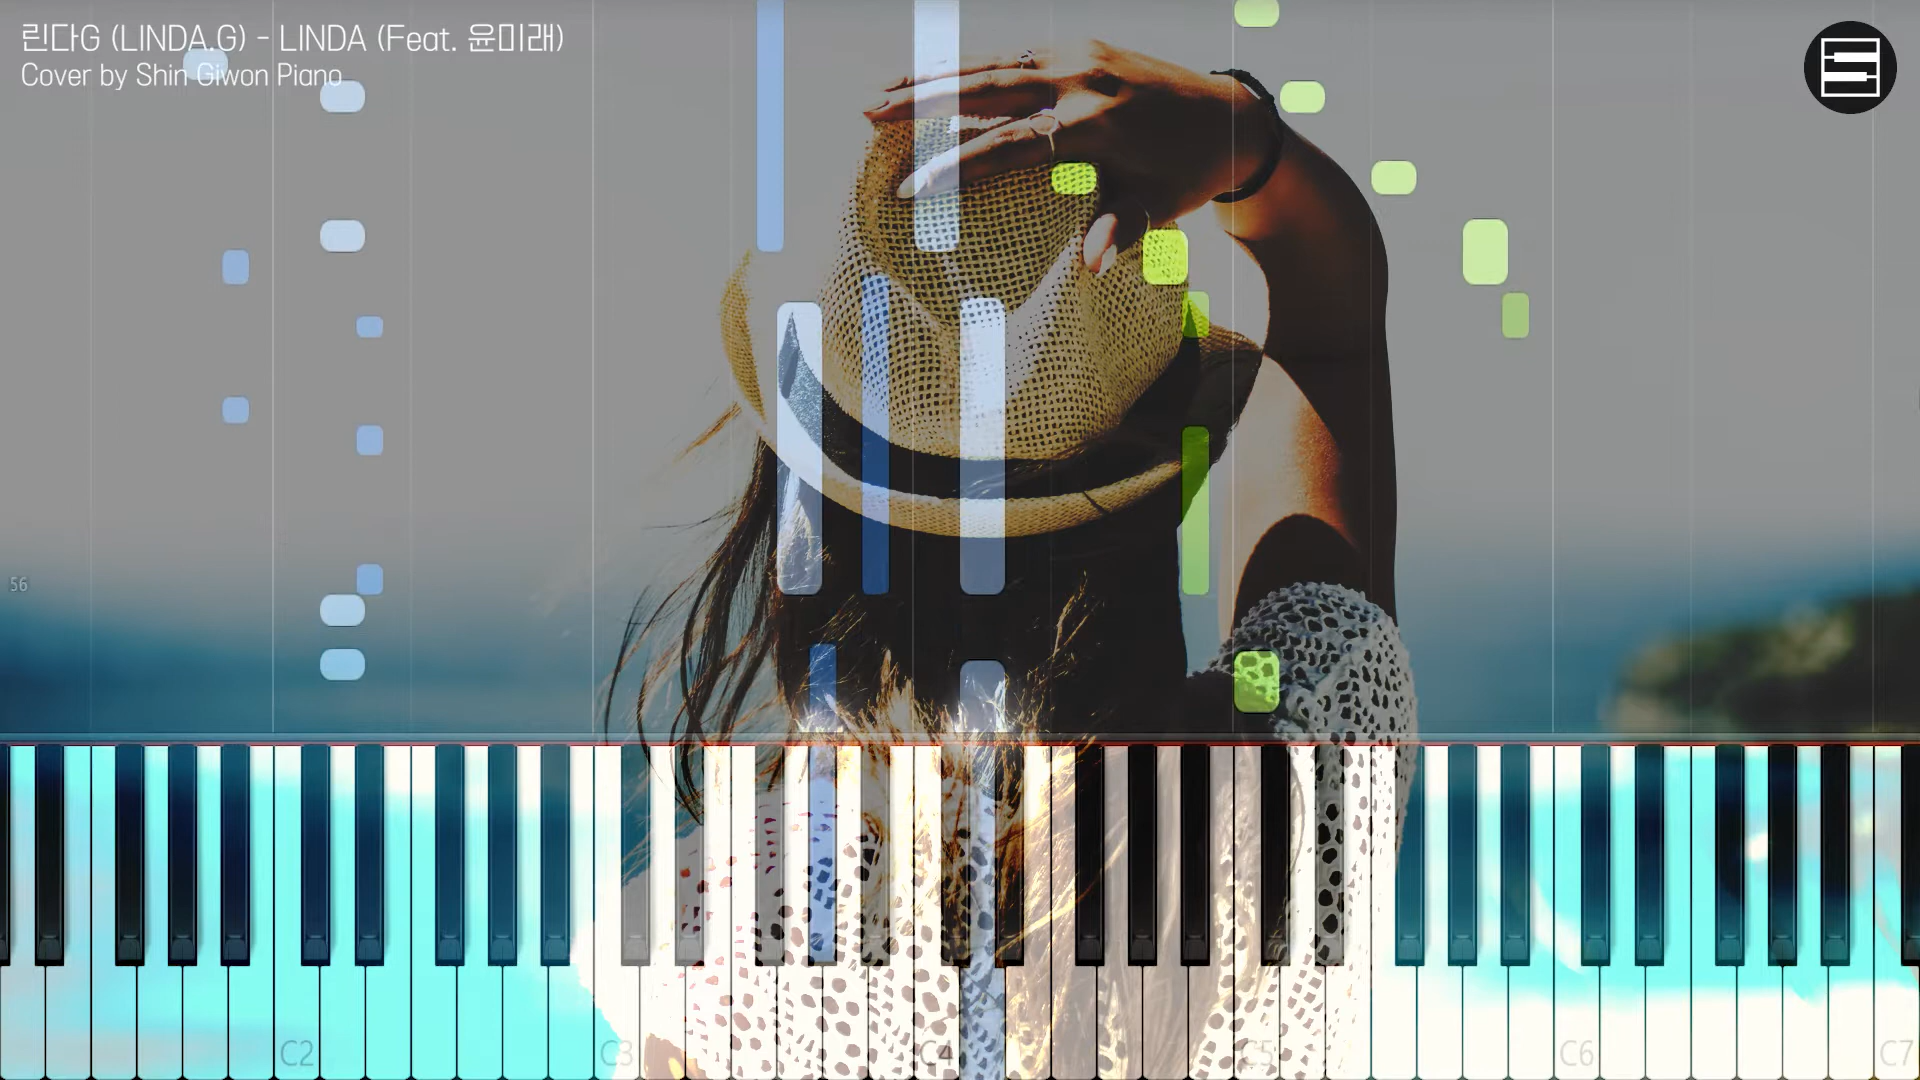 린다G (LINDA.G) - LINDA (Feat. 윤미래)
Cover by Shin Giwon Piano
56
C2 C3 C4 C5 C6 C7